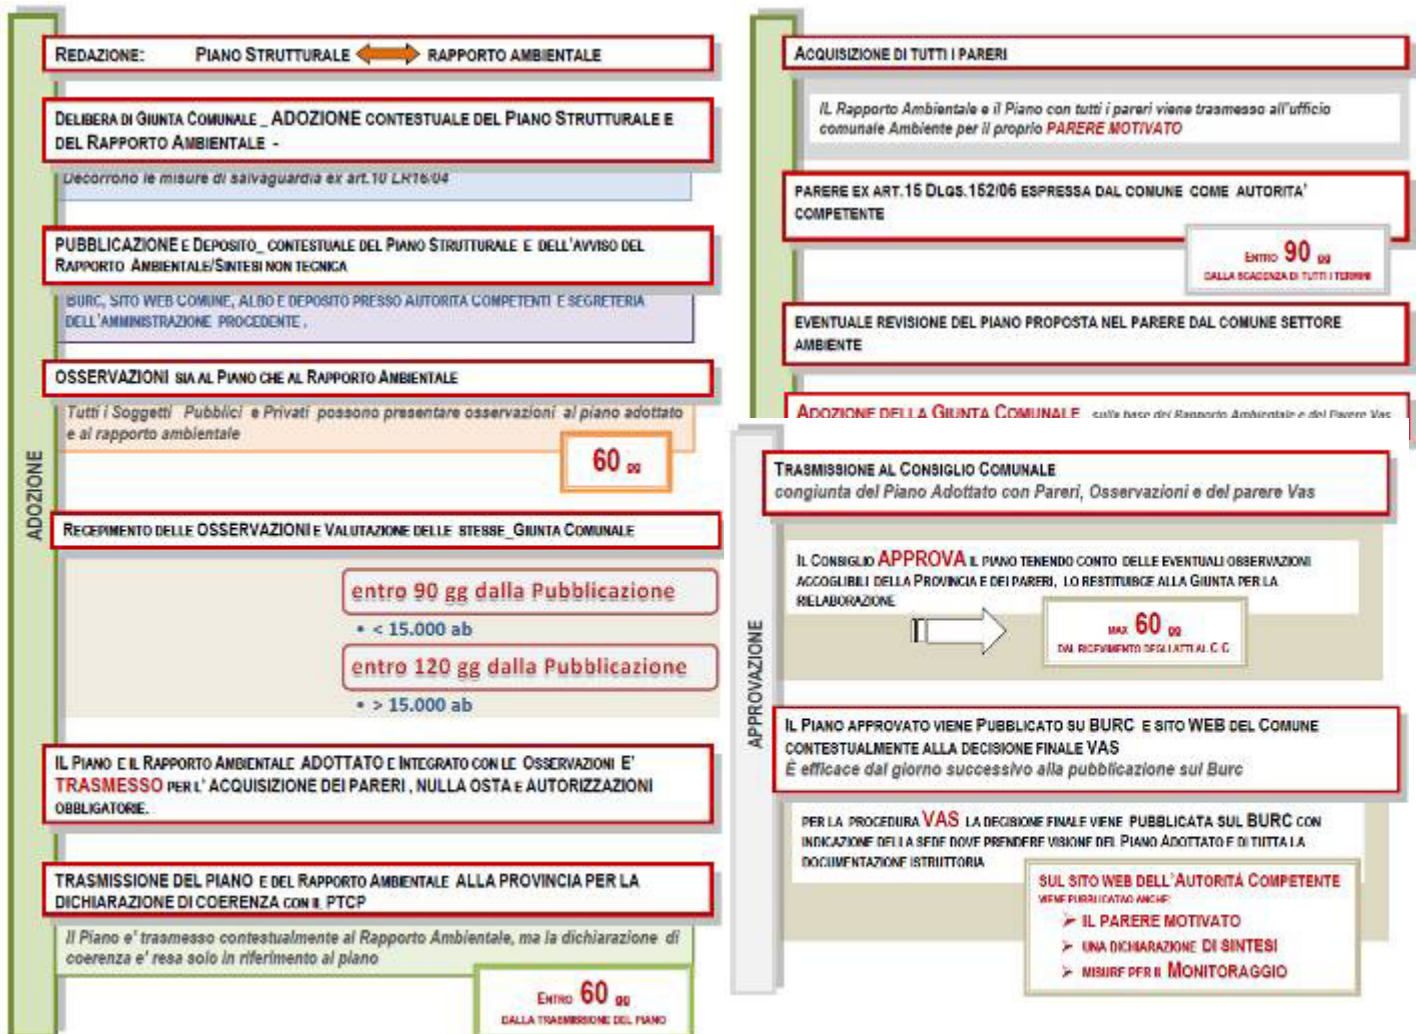 ADOZIONE
REDAZIONE: PIANO STRUTTURALE RAPPORTO AMBIENTALE
DELIBERA DI GIUNTA COMUNALE _ ADOZIONE CONTESTUALE DEL PIANO STRUTTURALE E
DEL RAPPORTO AMBIENTALE -
Decorrono le misure di salvaguardia ex art.10 LR16/04
PUBBLICAZIONE E DEPOSITO_ CONTESTUALE DEL PIANO STRUTTURALE E DELL'AVVISO DEL
RAPPORTO AMBIENTALE/SINTESI NON TECNICA
BURC, SITO WEB COMUNE, ALBO E DEPOSITO PRESSO AUTORITA COMPETENTI E SEGRETERIA
DELL'AMMINISTRAZIONE PROCEDENTE .
OSSERVAZIONI SIA AL PIANO CHE AL RAPPORTO AMBIENTALE
Tutti i Soggetti Pubblici e Privati possono presentare osservazioni al piano adottato
e al rapporto ambientale
60 gg
RECEPIMENTO DELLE OSSERVAZIONI E VALUTAZIONE DELLE STESSE_GIUNTA COMUNALE
entro 90 gg dalla Pubblicazione
• < 15.000 ab
entro 120 gg dalla Pubblicazione
• > 15.000 ab
IL PIANO E IL RAPPORTO AMBIENTALE ADOTTATO E INTEGRATO CON LE OSSERVAZIONI E'
TRASMESSO PER L' ACQUISIZIONE DEI PARERI , NULLA OSTA E AUTORIZZAZIONI
OBBLIGATORIE.
TRASMISSIONE DEL PIANO E DEL RAPPORTO AMBIENTALE ALLA PROVINCIA PER LA
DICHIARAZIONE DI COERENZA CON IL PTCP
Il Piano e' trasmesso contestualmente al Rapporto Ambientale, ma la dichiarazione di
coerenza e' resa solo in riferimento al piano
ENTRO 60 gg
DALLA TRASMISSIONE DEL PIANO
ACQUISIZIONE DI TUTTI I PARERI
IL Rapporto Ambientale e il Piano con tutti i pareri viene trasmesso all'ufficio
comunale Ambiente per il proprio PARERE MOTIVATO
PARERE EX ART.15 DLGS.152/06 ESPRESSA DAL COMUNE COME AUTORITA'
COMPETENTE
ENTRO 90 gg
DALLA SCADENZA DI TUTTI I TERMINI
EVENTUALE REVISIONE DEL PIANO PROPOSTA NEL PARERE DAL COMUNE SETTORE
AMBIENTE
ADOZIONE DELLA GIUNTA COMUNALE sulla base del Rapporto Ambientale e del Parere Vas
APPROVAZIONE
TRASMISSIONE AL CONSIGLIO COMUNALE
congiunta del Piano Adottato con Pareri, Osservazioni e del parere Vas
IL CONSIGLIO APPROVA IL PIANO TENENDO CONTO DELLE EVENTUALI OSSERVAZIONI
ACCOGLIBILI DELLA PROVINCIA E DEI PARERI, LO RESTITUISCE ALLA GIUNTA PER LA
RIELABORAZIONE
MAX 60 gg
DAL RICEVIMENTO DEGLI ATTI AL C.C
IL PIANO APPROVATO VIENE PUBBLICATO SU BURC E SITO WEB DEL COMUNE
CONTESTUALMENTE ALLA DECISIONE FINALE VAS
È efficace dal giorno successivo alla pubblicazione sul Burc
PER LA PROCEDURA VAS LA DECISIONE FINALE VIENE PUBBLICATA SUL BURC CON
INDICAZIONE DELLA SEDE DOVE PRENDERE VISIONE DEL PIANO ADOTTATO E DI TUTTA LA
DOCUMENTAZIONE ISTRUTTORIA
SUL SITO WEB DELL'AUTORITÀ COMPETENTE
VIENE PUBBLICATAO ANCHE:
➢ IL PARERE MOTIVATO
➢ UNA DICHIARAZIONE DI SINTESI
➢ MISURE PER IL MONITORAGGIO